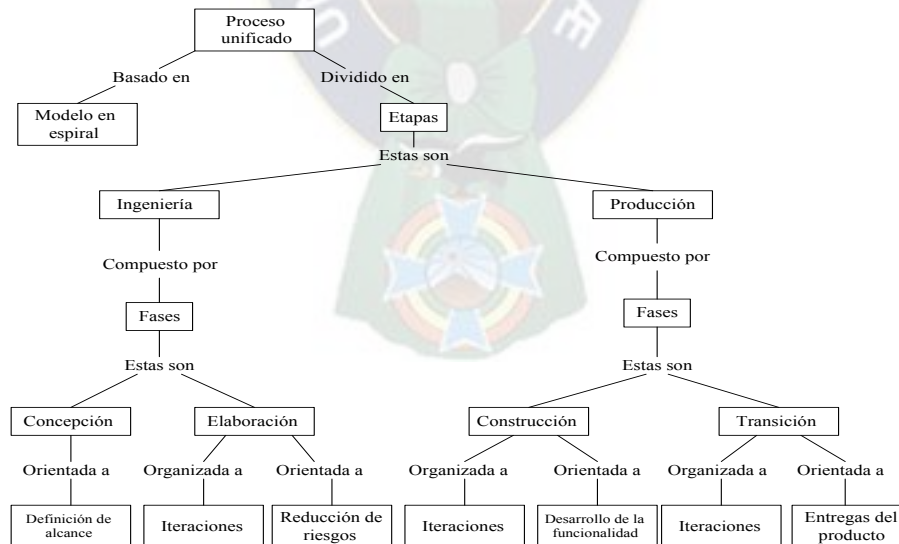 Proceso
unificado
Basado en
Dividido en
Modelo en
espiral
Etapas
Estas son
Ingeniería
Producción
Compuesto por
Compuesto por
Fases
Fases
Estas son
Estas son
Concepción
Elaboración
Construcción
Transición
Orientada a
Organizada a
Orientada a
Organizada a
Orientada a
Organizada a
Orientada a
Definición de
alcance
Iteraciones
Reducción de
riesgos
Iteraciones
Desarrollo de la
funcionalidad
Iteraciones
Entregas del
producto
U
Æ